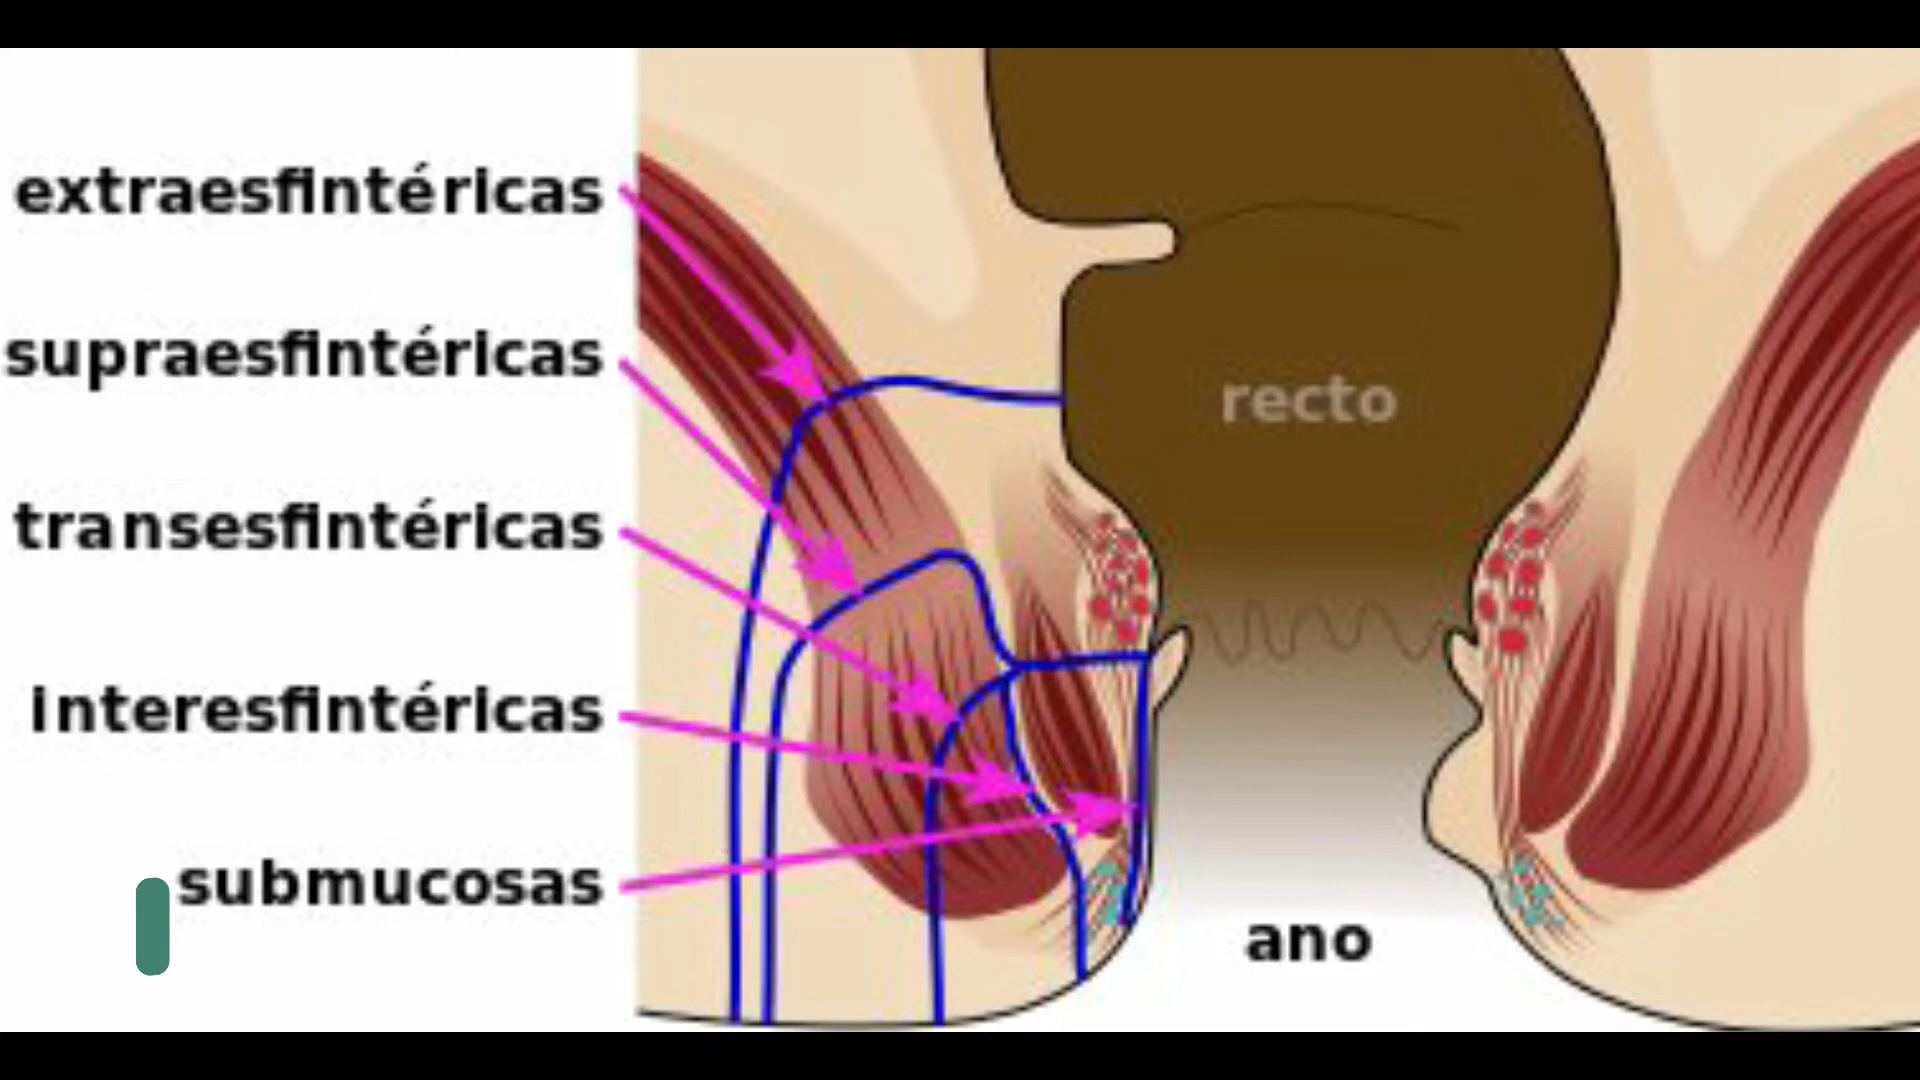 extraesfintéricas
supraesfintéricas
recto
transesfintéricas
Interesfintéricas
submucosas
ano